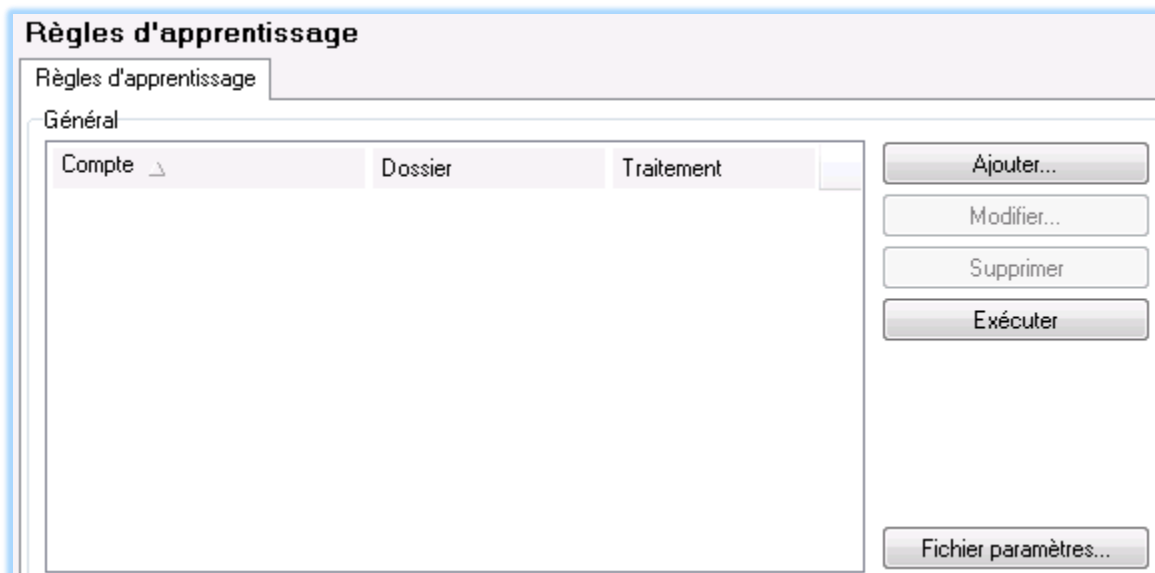 Règles d'apprentissage
Règles d'apprentissage
Général
Compte Dossier Traitement
Ajouter...
Modifier...
Supprimer
Exécuter
Fichier paramètres...